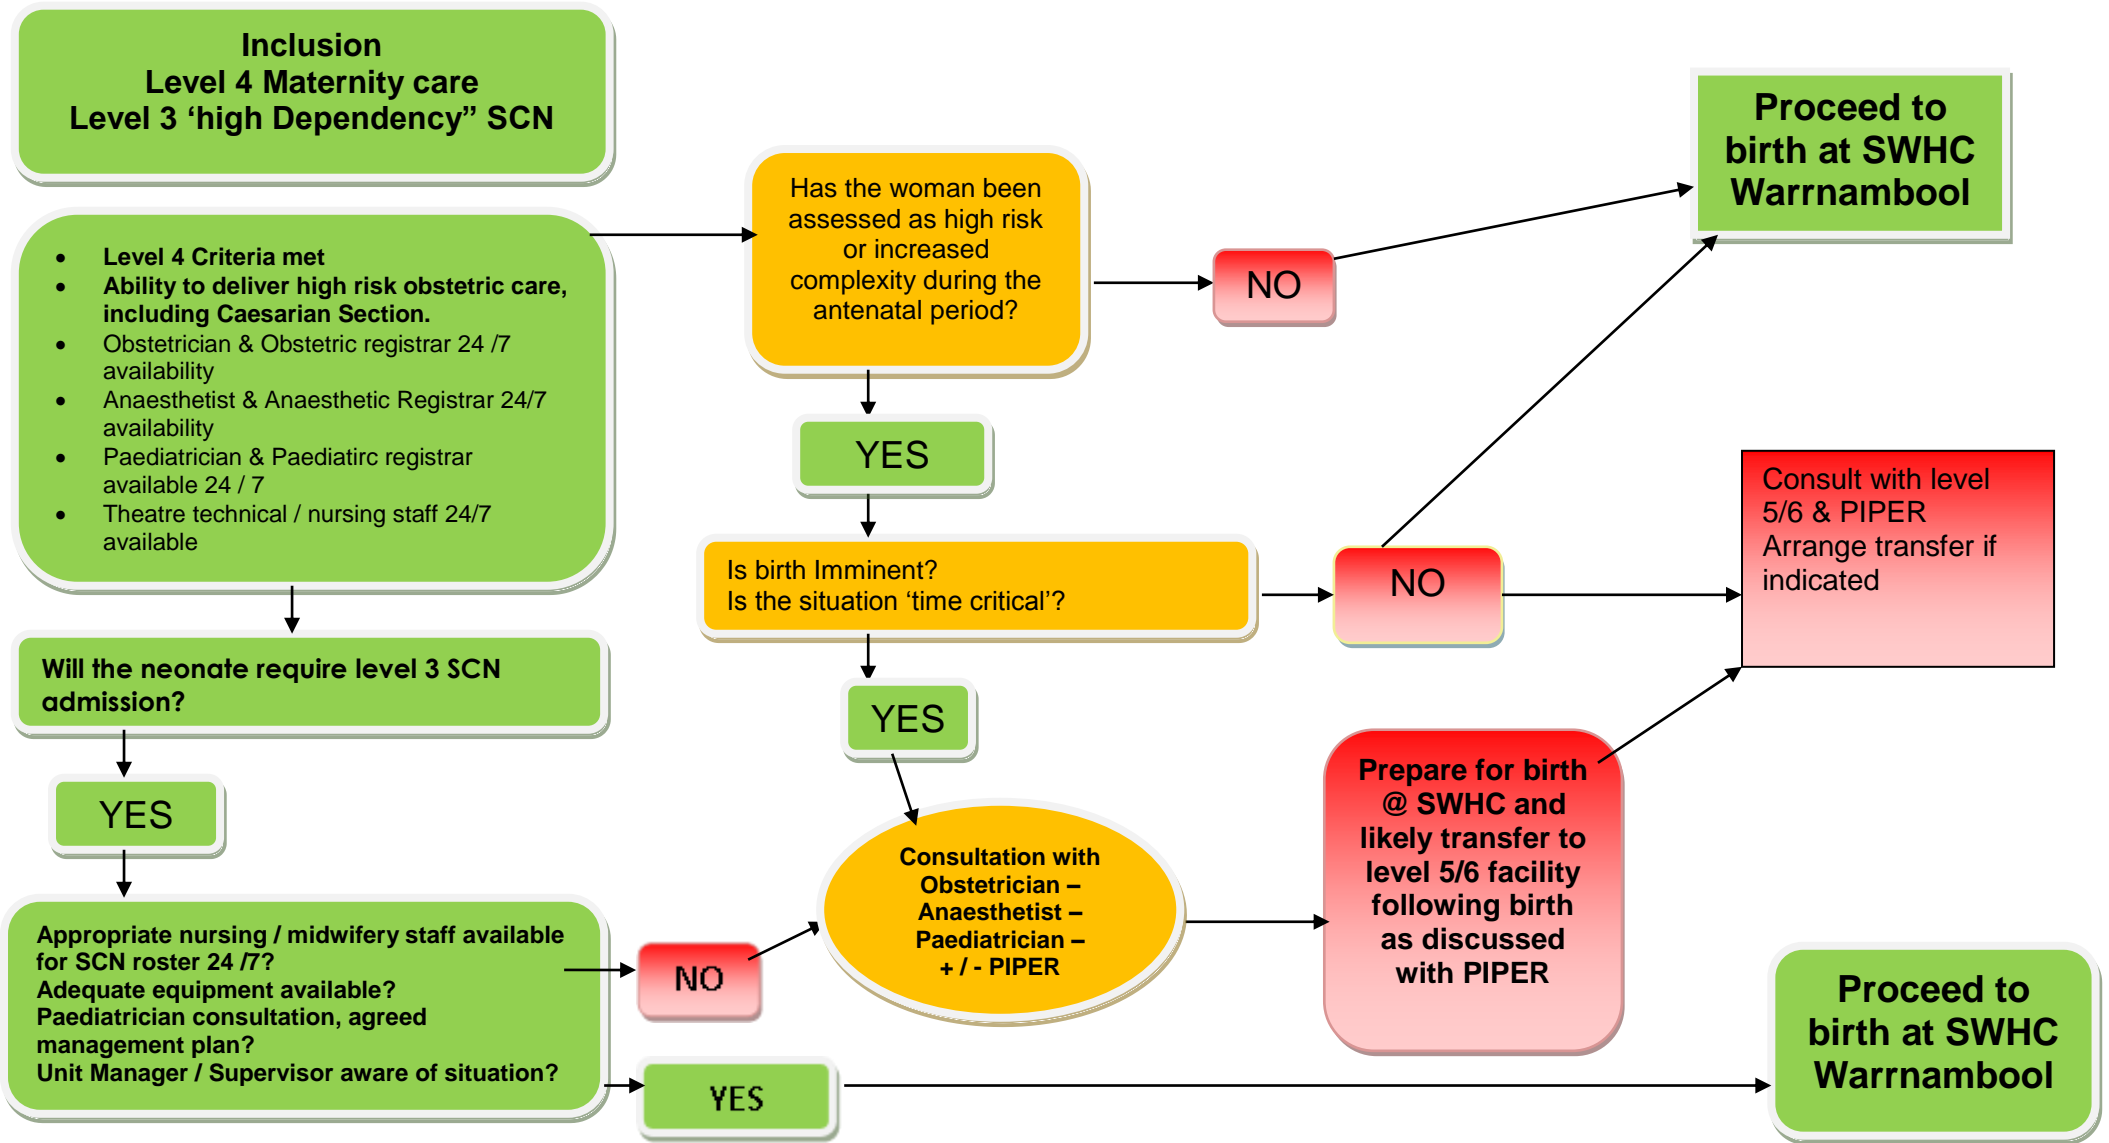 Inclusion
Level 4 Maternity care
Level 3 ‘high Dependency” SCN
• Level 4 Criteria met
• Ability to deliver high risk obstetric care,
including Caesarian Section.
• Obstetrician & Obstetric registrar 24 /7
availability
• Anaesthetist & Anaesthetic Registrar 24/7
availability
• Paediatrician & Paediatirc registrar
available 24 / 7
• Theatre technical / nursing staff 24/7
available
Will the neonate require level 3 SCN
admission?
YES
Appropriate nursing / midwifery staff available
for SCN roster 24 /7?
Adequate equipment available?
Paediatrician consultation, agreed
management plan?
Unit Manager / Supervisor aware of situation?
NO
YES
Has the woman been
assessed as high risk
or increased
complexity during the
antenatal period?
NO
YES
Is birth Imminent?
Is the situation ‘time critical’?
NO
YES
Consultation with
Obstetrician –
Anaesthetist –
Paediatrician –
+ / - PIPER
Prepare for birth
@ SWHC and
likely transfer to
level 5/6 facility
following birth
as discussed
with PIPER
Proceed to
birth at SWHC
Warrnambool
Consult with level
5/6 & PIPER
Arrange transfer if
indicated
Proceed to
birth at SWHC
Warrnambool